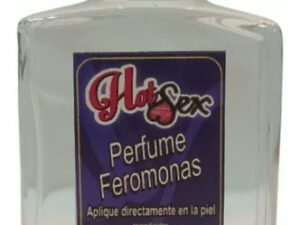 Hot Sex
Perfume
Feromonas
Aplique directamente en la piel